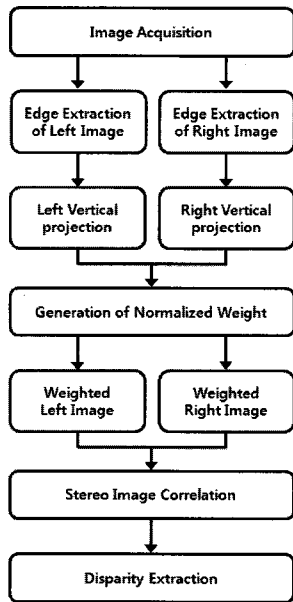 Image Acquisition
Edge Extraction
of Left Image
Edge Extraction
of Right Image
Left Vertical
projection
Right Vertical
projection
Generation of Normalized Weight
Weighted
Left Image
Weighted
Right Image
Stereo Image Correlation
Disparity Extraction